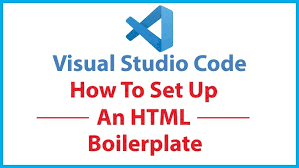 Visual Studio Code
How To Set Up
An HTML
Boilerplate